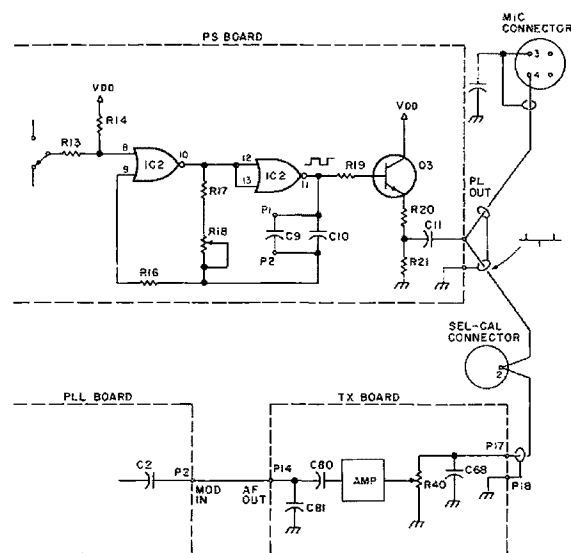 MIC
CONNECTOR
PS BOARD
3
4
VDD
VDD
R14
R13
8
9
IC2
10
12
13
IC2
11
R19
Q3
R17
PL
OUT
P1
R20
C11
R18
C9
C10
P2
R21
R16
SEL-CAL
CONNECTOR
2
PLL BOARD
TX BOARD
C2
P2
P14
C80
AMP
P17
MOD
IN
AF
OUT
R40
C68
P18
C81